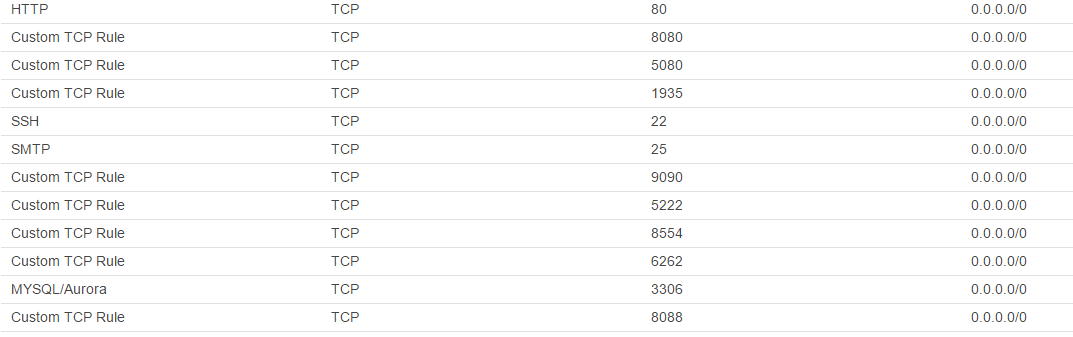 HTTP TCP 80 0.0.0.0/0
Custom TCP Rule TCP 8080 0.0.0.0/0
Custom TCP Rule TCP 5080 0.0.0.0/0
Custom TCP Rule TCP 1935 0.0.0.0/0
SSH TCP 22 0.0.0.0/0
SMTP TCP 25 0.0.0.0/0
Custom TCP Rule TCP 9090 0.0.0.0/0
Custom TCP Rule TCP 5222 0.0.0.0/0
Custom TCP Rule TCP 8554 0.0.0.0/0
Custom TCP Rule TCP 6262 0.0.0.0/0
MYSQL/Aurora TCP 3306 0.0.0.0/0
Custom TCP Rule TCP 8088 0.0.0.0/0